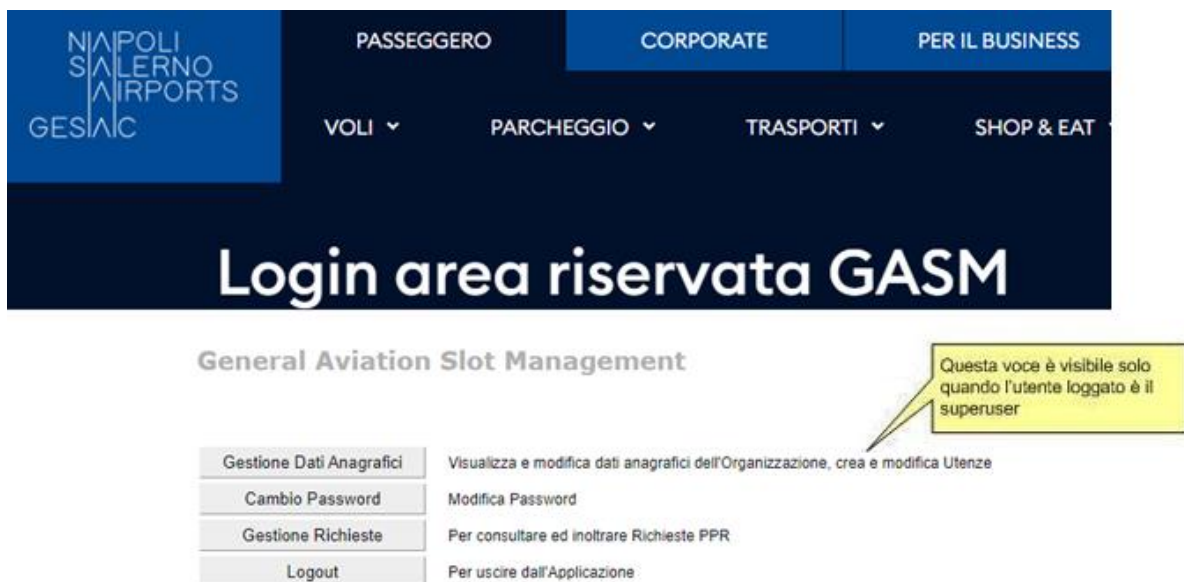 NAPOLI
SALERNO
AIRPORTS
GESAC
PASSEGGERO
CORPORATE
PER IL BUSINESS
VOLI
PARCHEGGIO
TRASPORTI
SHOP & EAT
Login area riservata GASM
General Aviation Slot Management
Questa voce è visibile solo
quando l'utente loggato è il
superuser
Gestione Dati Anagrafici Visualizza e modifica dati anagrafici dell'Organizzazione, crea e modifica Utenze
Cambio Password Modifica Password
Gestione Richieste Per consultare ed inoltrare Richieste PPR
Logout Per uscire dall'Applicazione